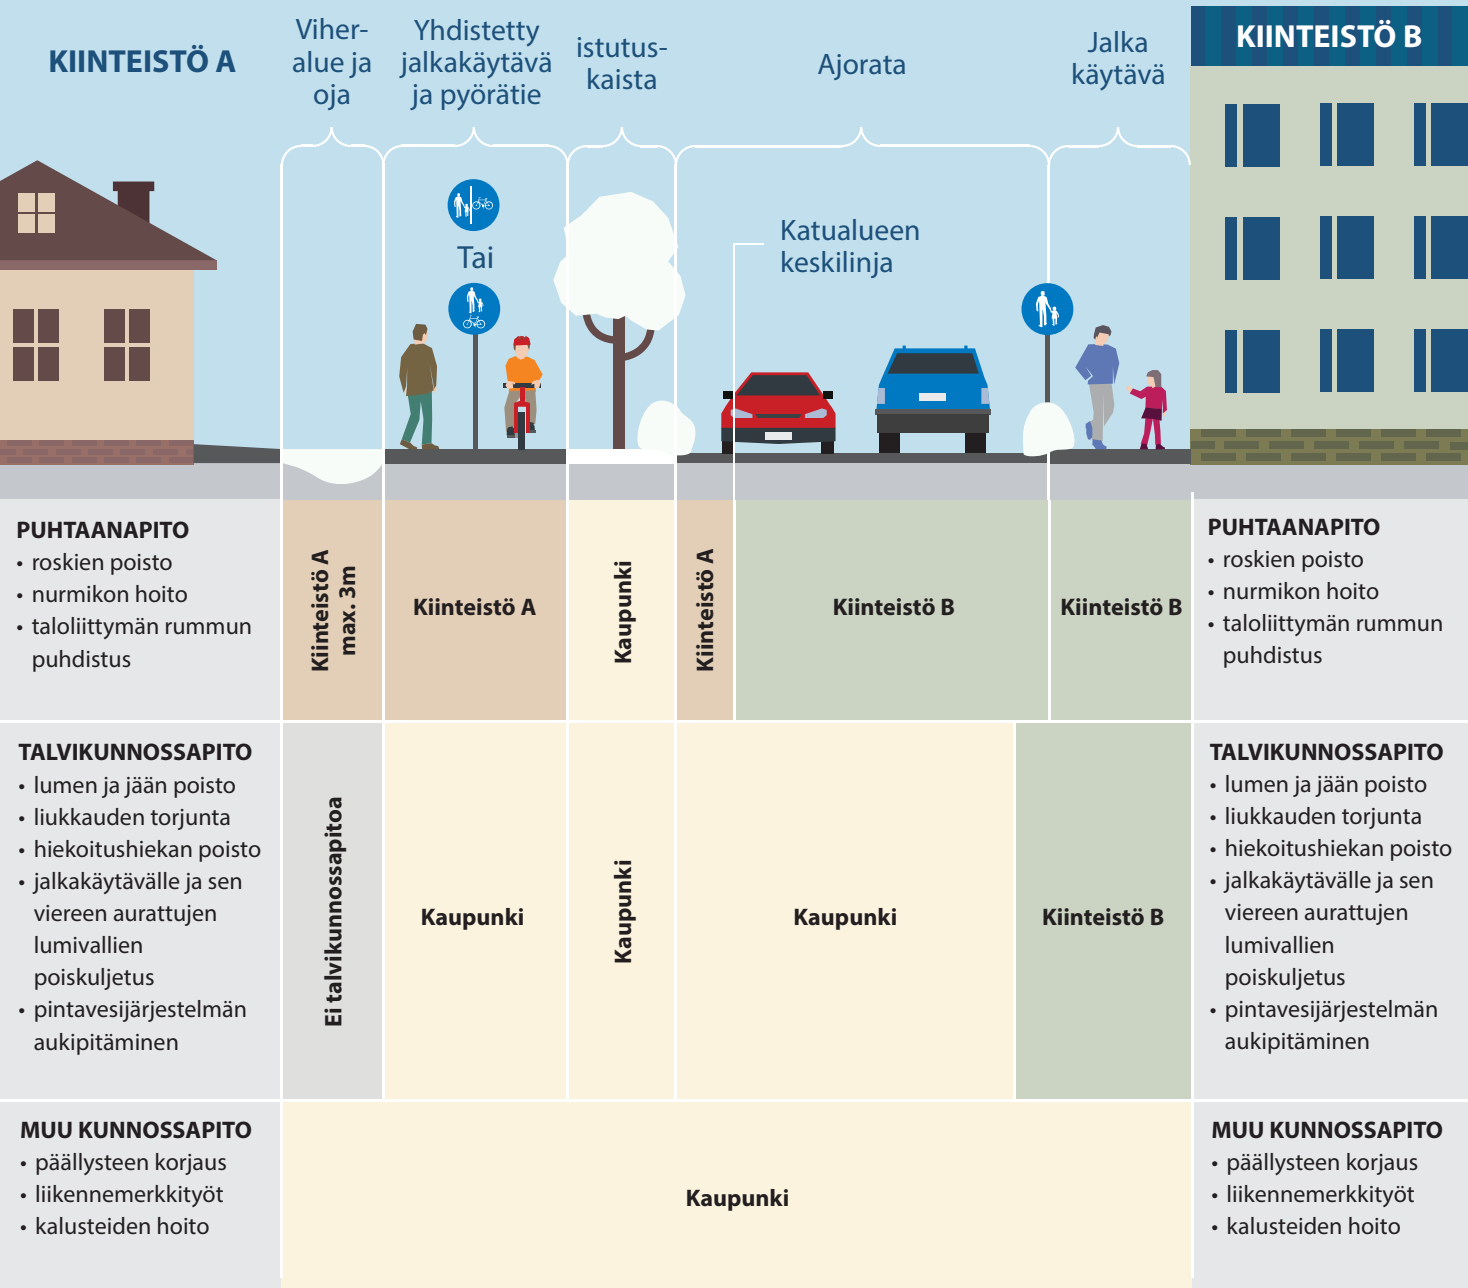 KIINTEISTÖ A
Viher-
alue ja
oja
Yhdistetty
jalkakäytävä
ja pyörätie
istutus-
kaista
Ajorata
Jalka
käytävä
KIINTEISTÖ B
Tai
Katualueen
keskilinja
PUHTAANAPITO
• roskien poisto
• nurmikon hoito
• taloliittymän rummun
puhdistus
Kiinteistö A
max. 3m
Kiinteistö A
Kaupunki
Kiinteistö A
Kiinteistö B
Kiinteistö B
PUHTAANAPITO
• roskien poisto
• nurmikon hoito
• taloliittymän rummun
puhdistus
TALVIKUNNOSSAPITO
• lumen ja jään poisto
• liukkauden torjunta
• hiekoitushiekan poisto
• jalkakäytävälle ja sen
viereen aurattujen
lumivallien
poiskuljetus
• pintavesijärjestelmän
aukipitäminen
Ei talvikunnossapitoa
Kaupunki
Kaupunki
Kaupunki
Kiinteistö B
TALVIKUNNOSSAPITO
• lumen ja jään poisto
• liukkauden torjunta
• hiekoitushiekan poisto
• jalkakäytävälle ja sen
viereen aurattujen
lumivallien
poiskuljetus
• pintavesijärjestelmän
aukipitäminen
MUU KUNNOSSAPITO
• päällysteen korjaus
• liikennemerkkityöt
• kalusteiden hoito
Kaupunki
MUU KUNNOSSAPITO
• päällysteen korjaus
• liikennemerkkityöt
• kalusteiden hoito